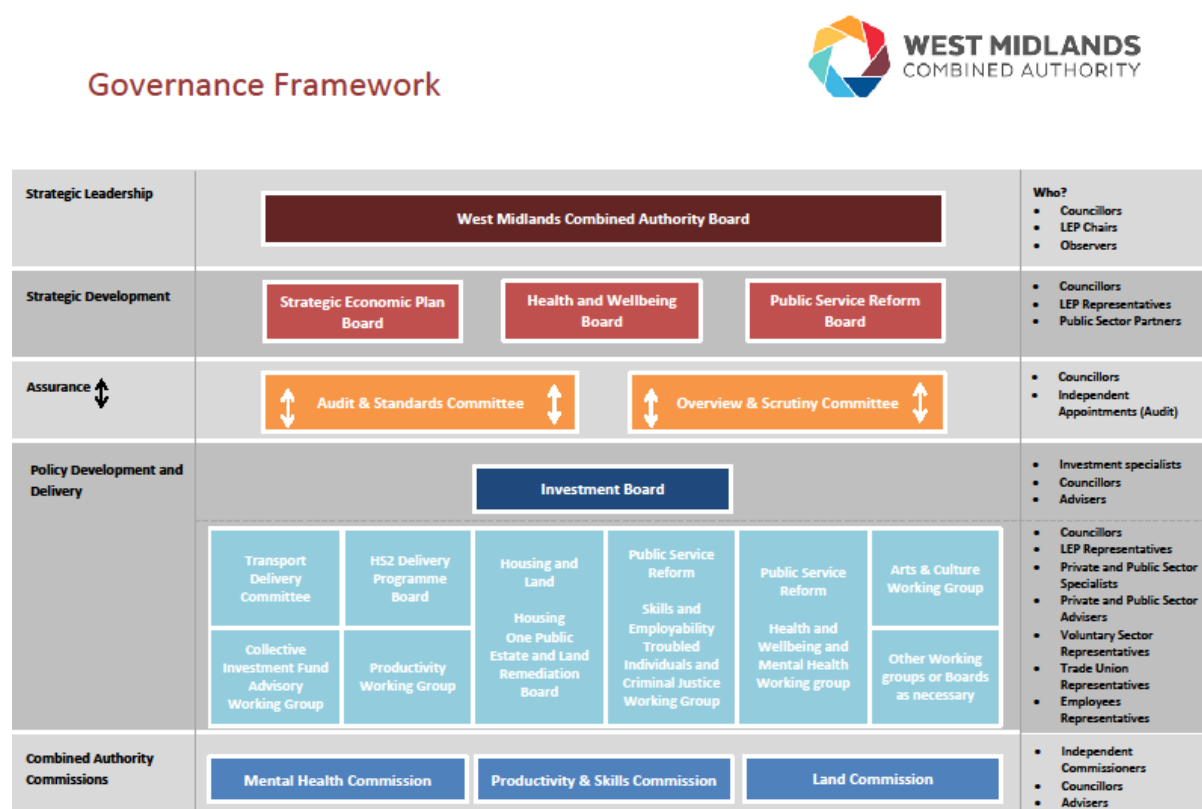 WEST MIDLANDS
COMBINED AUTHORITY
Governance Framework
Strategic Leadership
West Midlands Combined Authority Board
Who?
• Councillors
• LEP Chairs
• Observers
Strategic Development
Strategic Economic Plan
Board
Health and Wellbeing
Board
Public Service Reform
Board
• Councillors
• LEP Representatives
• Public Sector Partners
Assurance
Audit & Standards Committee
Overview & Scrutiny Committee
• Councillors
• Independent
Appointments (Audit)
Policy Development and
Delivery
Investment Board
• Investment specialists
• Councillors
• Advisers
Transport
Delivery
Committee
HS2 Delivery
Programme
Board
Collective
Investment Fund
Advisory
Working Group
Productivity
Working Group
Housing and
Land
Housing
One Public
Estate and Land
Remediation
Board
Public Service
Reform
Skills and
Employability
Troubled
Individuals and
Criminal Justice
Working Group
Public Service
Reform
Health and
Wellbeing and
Mental Health
Working group
Arts & Culture
Working Group
Other Working
groups or Boards
as necessary
• Councillors
• LEP Representatives
• Private and Public Sector
Specialists
• Private and Public Sector
Advisers
• Voluntary Sector
Representatives
• Trade Union
Representatives
• Employees
Representatives
Combined Authority
Commissions
Mental Health Commission
Productivity & Skills Commission
Land Commission
• Independent
Commissioners
• Councillors
• Advisers